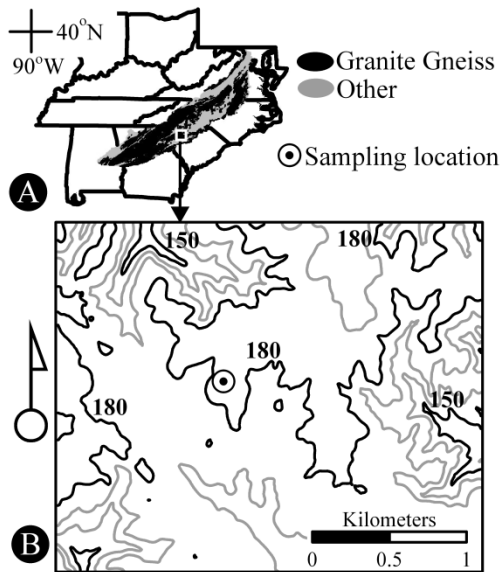 40°N
90°W
Granite Gneiss
Other
Sampling location
A
150
180
180
180
150
Kilometers
0 0.5 1
B